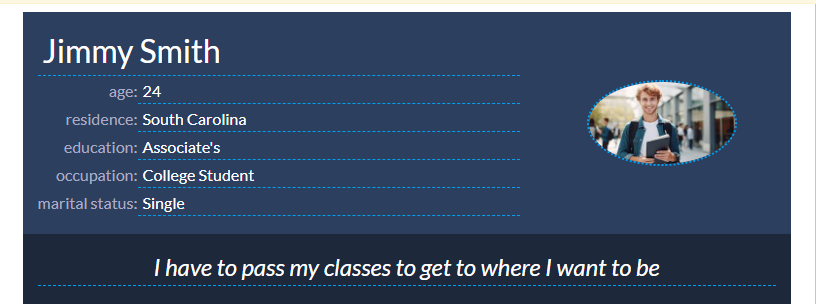 Jimmy Smith
age: 24
residence: South Carolina
education: Associate's
occupation: College Student
marital status: Single
I have to pass my classes to get to where I want to be